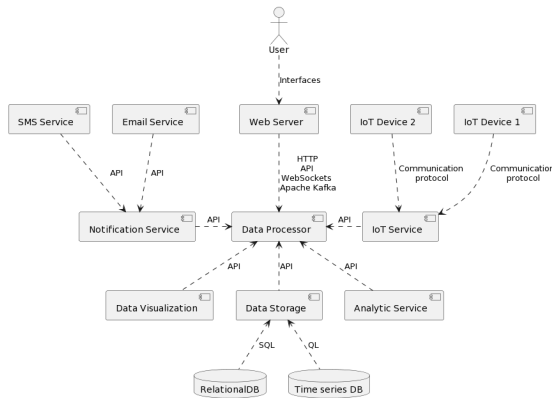 User
Interfaces
SMS Service
Email Service
Web Server
IoT Device 2
IoT Device 1
API
API
HTTP
API
WebSockets
Apache Kafka
Communication
protocol
Communication
protocol
Notification Service
API
Data Processor
API
IoT Service
API
API
API
Data Visualization
Data Storage
Analytic Service
SQL
QL
RelationalDB
Time series DB